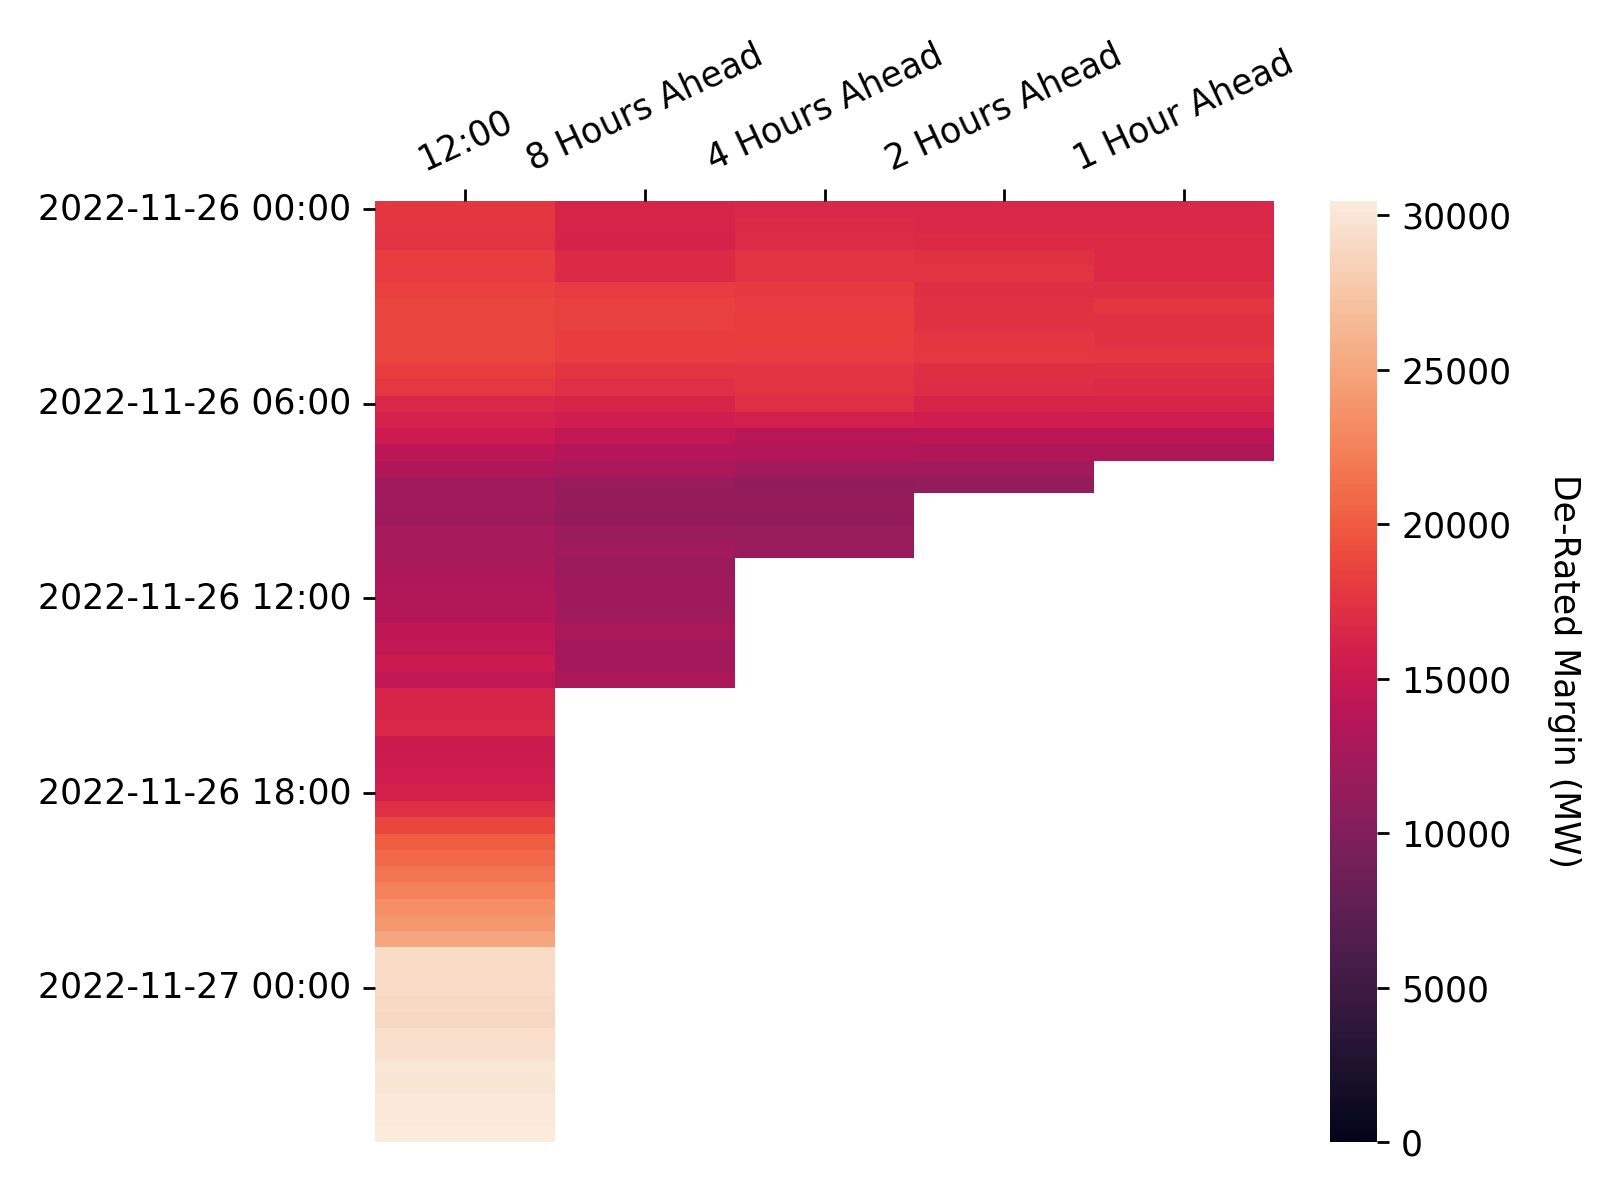 12:00
8 Hours Ahead
4 Hours Ahead
2 Hours Ahead
1 Hour Ahead
2022-11-26 00:00
2022-11-26 06:00
2022-11-26 12:00
2022-11-26 18:00
2022-11-27 00:00
30000
25000
20000
15000
10000
5000
0
De-Rated Margin (MW)